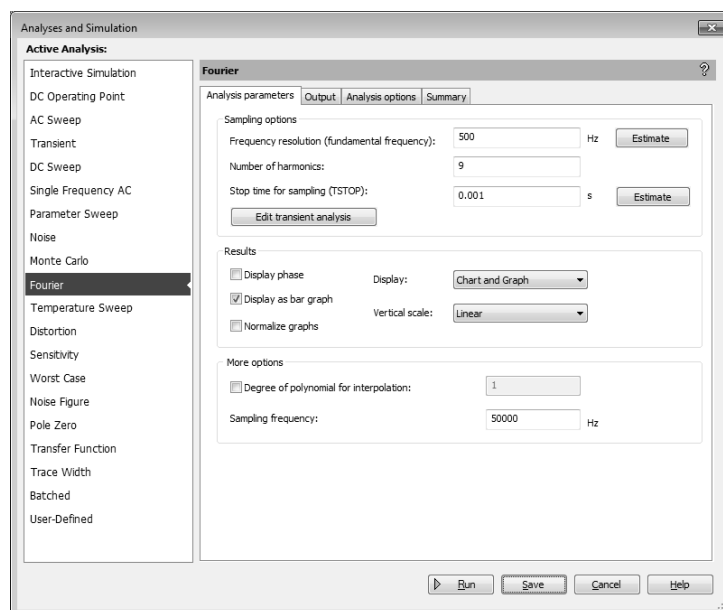 Analyses and Simulation
Active Analysis:
Interactive Simulation
DC Operating Point
AC Sweep
Transient
DC Sweep
Single Frequency AC
Parameter Sweep
Noise
Monte Carlo
Fourier
Temperature Sweep
Distortion
Sensitivity
Worst Case
Noise Figure
Pole Zero
Transfer Function
Trace Width
Batched
User-Defined
Fourier ?
Analysis parameters Output Analysis options Summary
Sampling options
Frequency resolution (fundamental frequency): 500 Hz Estimate
Number of harmonics: 9
Stop time for sampling (TSTOP): 0.001 s Estimate
Edit transient analysis
Results
Display phase Display: Chart and Graph
Display as bar graph
Vertical scale: Linear
Normalize graphs
More options
Degree of polynomial for interpolation: 1
Sampling frequency: 50000 Hz
Run Save Cancel Help